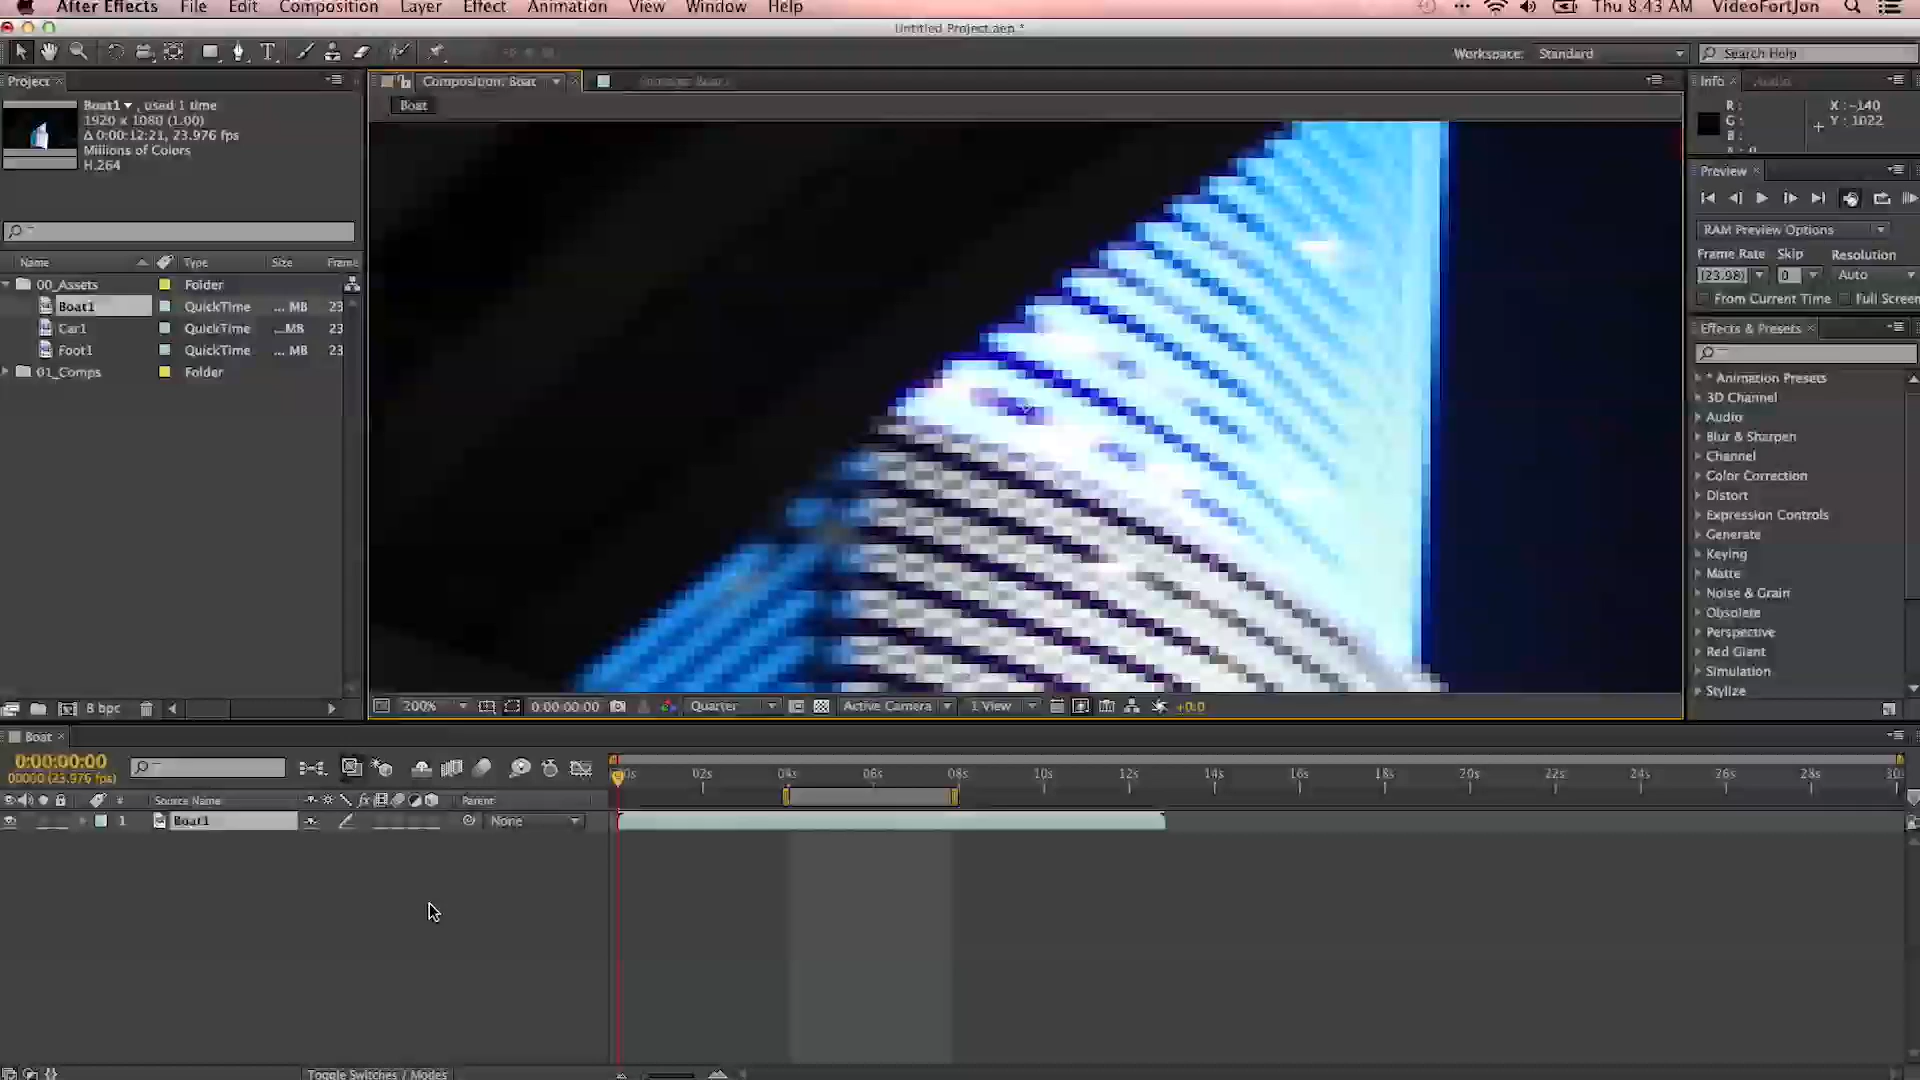 After Effects File Edit Composition Layer Effect Animation View Window Help Thu 8.43 AM VideoFortJon
Untitled Project.aep *
Workspace: Standard Search Help
Project Composition: Boat Info Audio
Boat1 , used 1 time
1920 x 1080 (1.00)
Δ 0:00:12:21, 23.976 fps
Millions of Colors
H.264
Boat
R :
G :
B :
X : -140
Y : 1022
Preview
RAM Preview Options
Frame Rate Skip Resolution
(23.98) 0 Auto
From Current Time Full Screen
Name Type Size Frame
00_Assets Folder
Boat1 QuickTime ... MB 23
Car1 QuickTime ...MB 23
Foot1 QuickTime ... MB 23
01_Comps Folder
Effects & Presets
* Animation Presets
3D Channel
Audio
Blur & Sharpen
Channel
Color Correction
Distort
Expression Controls
Generate
Keying
Matte
Noise & Grain
Obsolete
Perspective
Red Giant
Simulation
Stylize
8 bpc
200% 0:00:00:00 Quarter Active Camera 1 View +0.0
Boat
0:00:00:00
00000 (23.976 fps)
02s 04s 06s 08s 10s 12s 14s 16s 18s 20s 22s 24s 26s 28s 30s
# Source Name Parent
1 Boat1 None
Toggle Switches / Modes